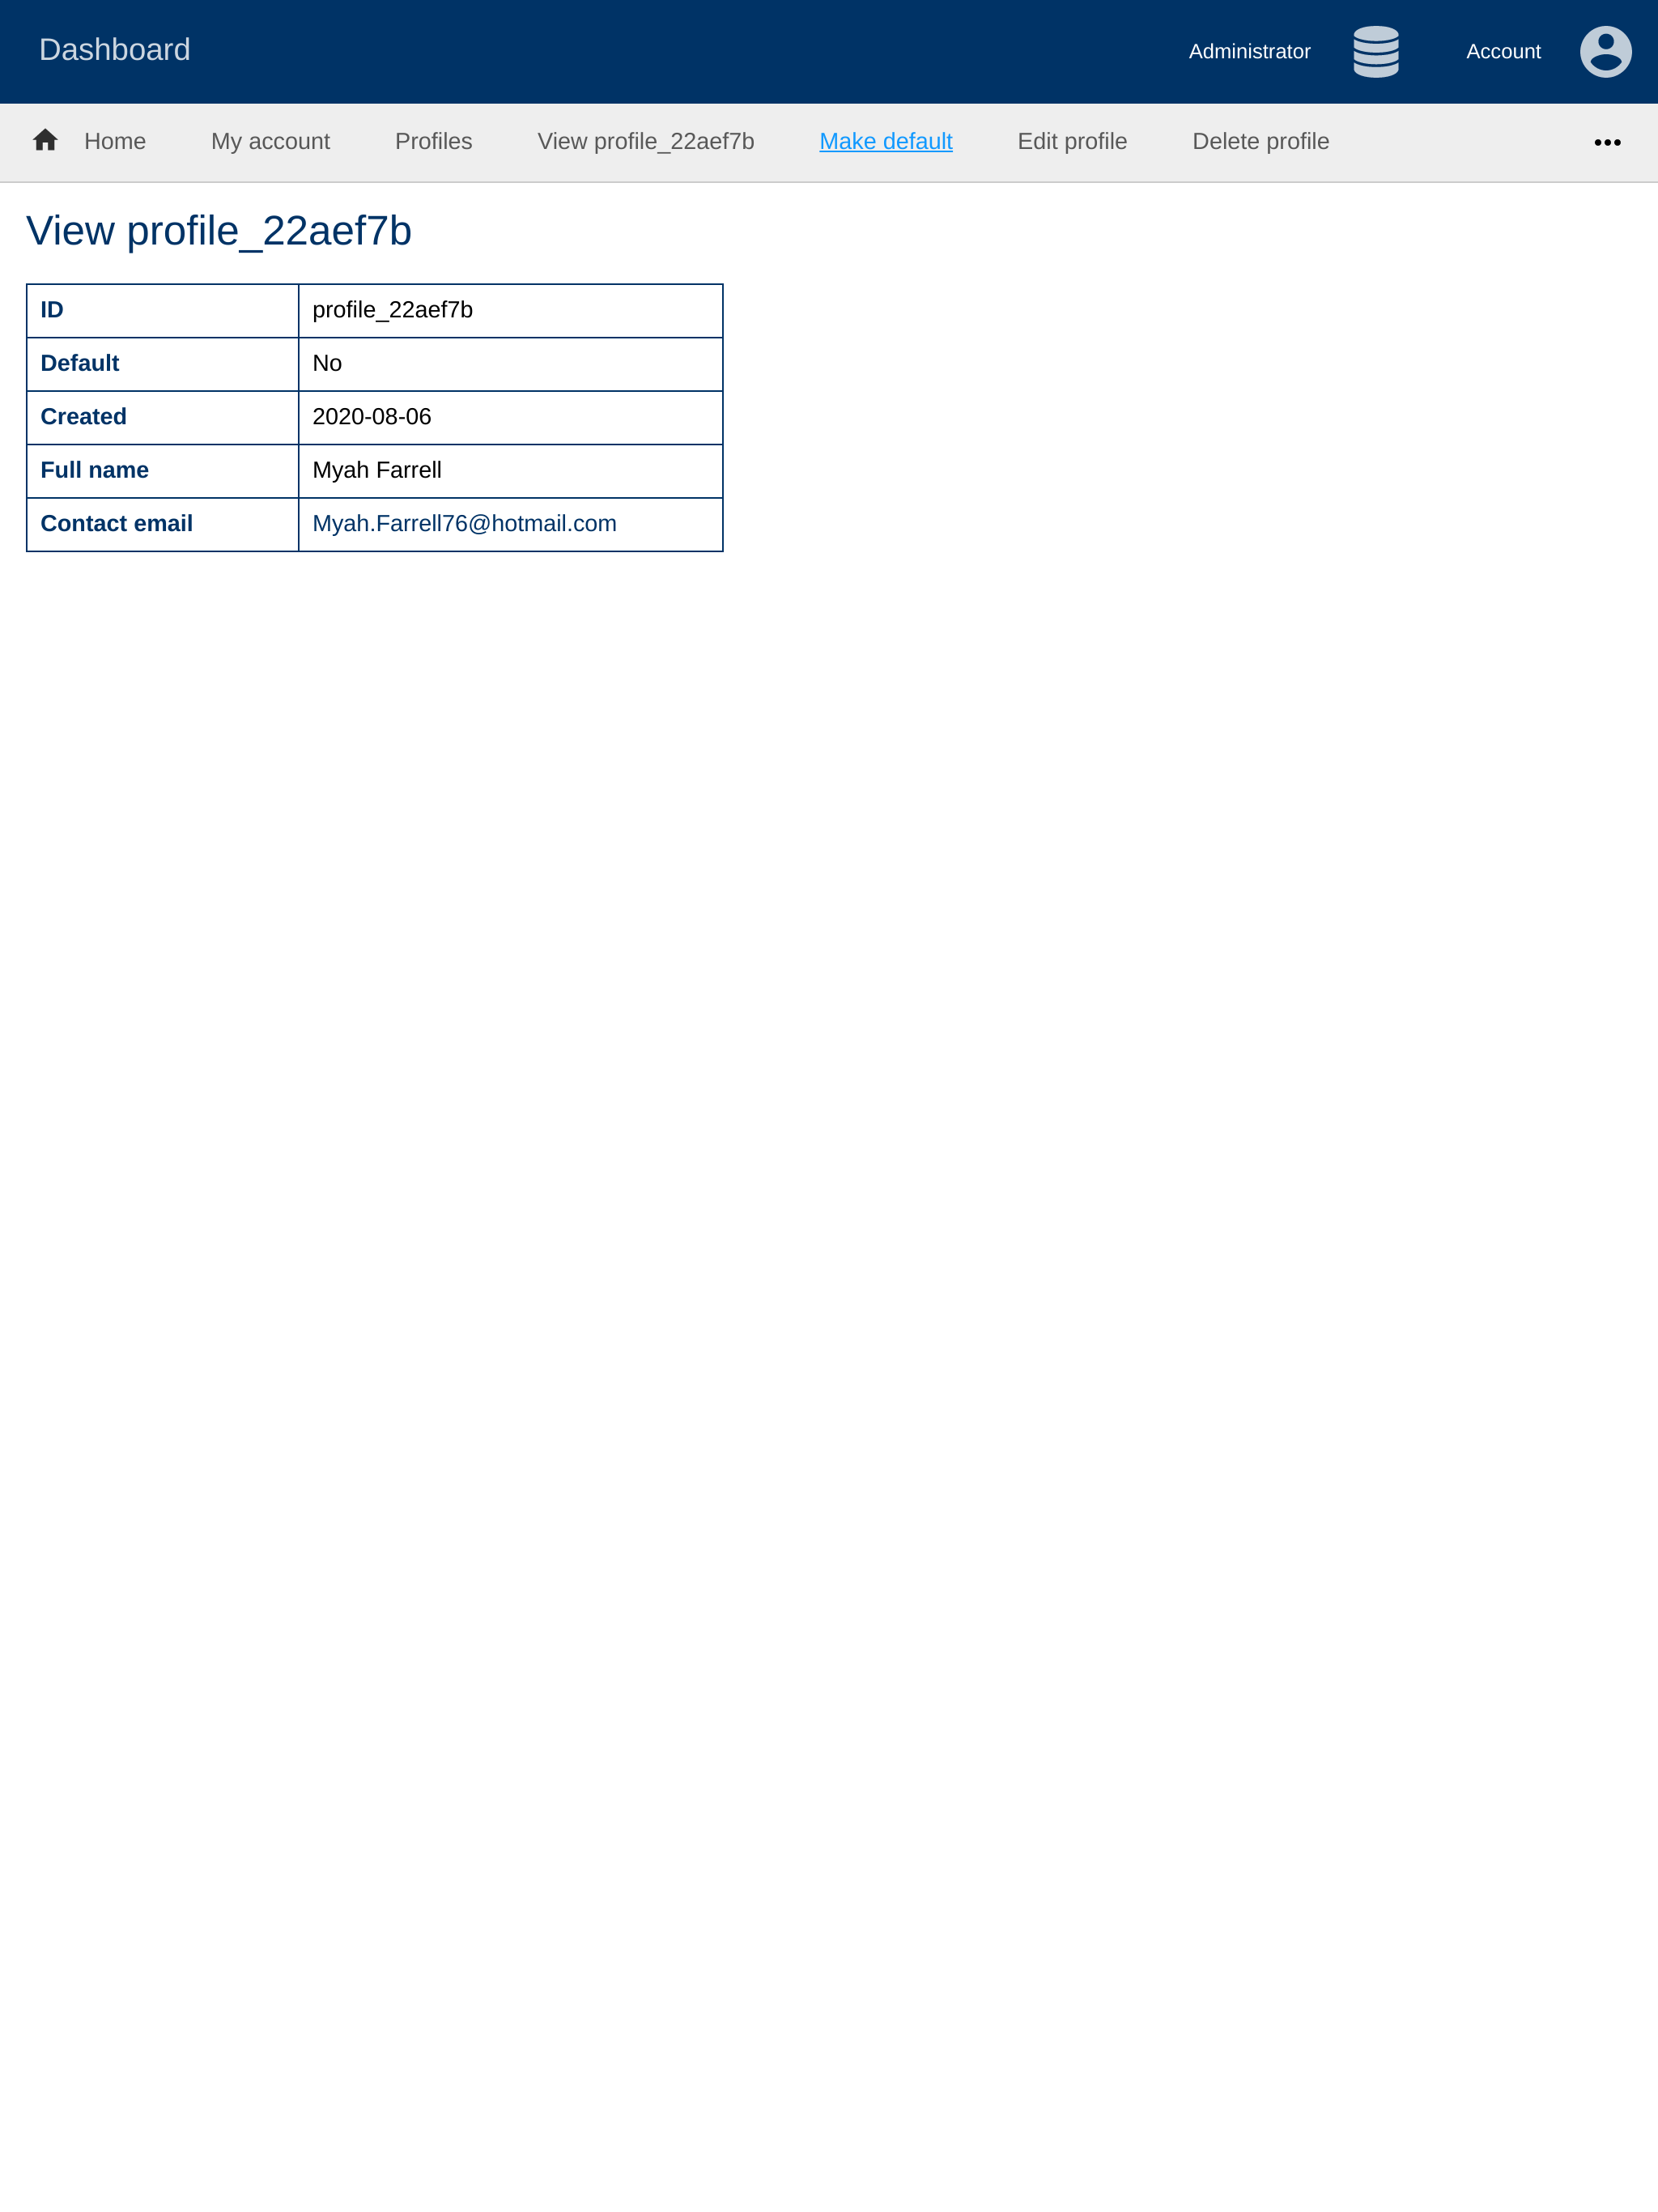 Dashboard Administrator Account
Home My account Profiles View profile_22aef7b Make default Edit profile Delete profile
View profile_22aef7b
ID profile_22aef7b
Default No
Created 2020-08-06
Full name Myah Farrell
Contact email Myah.Farrell76@hotmail.com